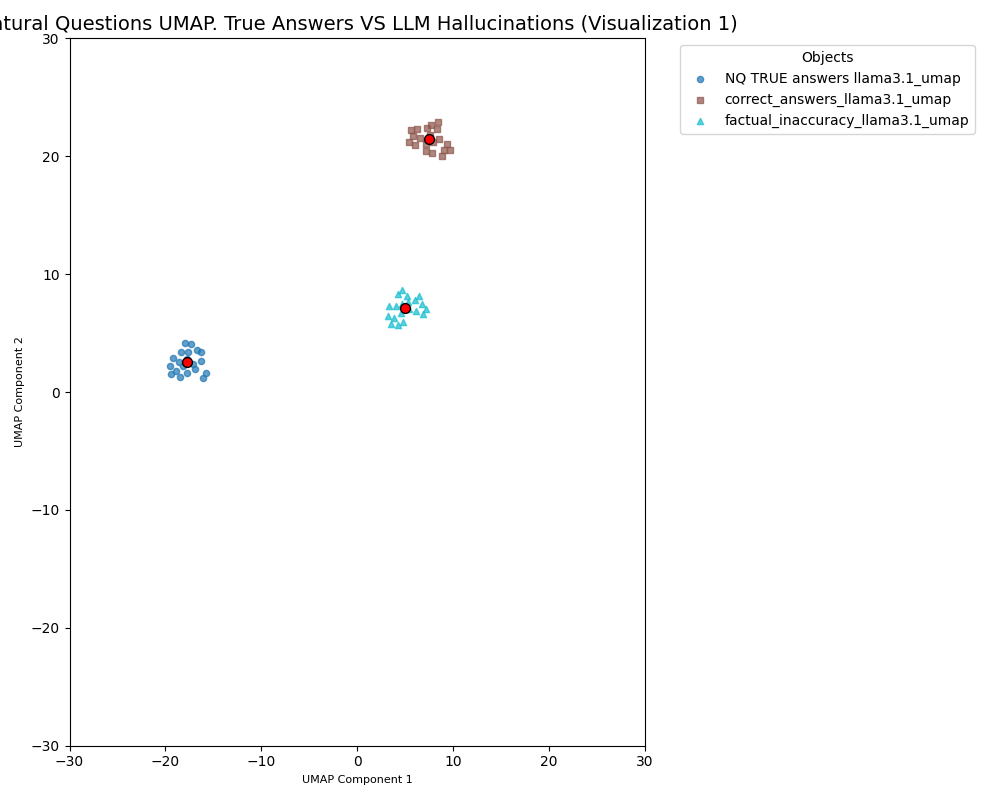 tural Questions UMAP. True Answers VS LLM Hallucinations (Visualization 1)
Objects
NQ TRUE answers llama3.1_umap
correct_answers_llama3.1_umap
factual_inaccuracy_llama3.1_umap
30
20
10
0
−10
−20
−30
UMAP Component 2
−30
−20
−10
0
10
20
30
UMAP Component 1